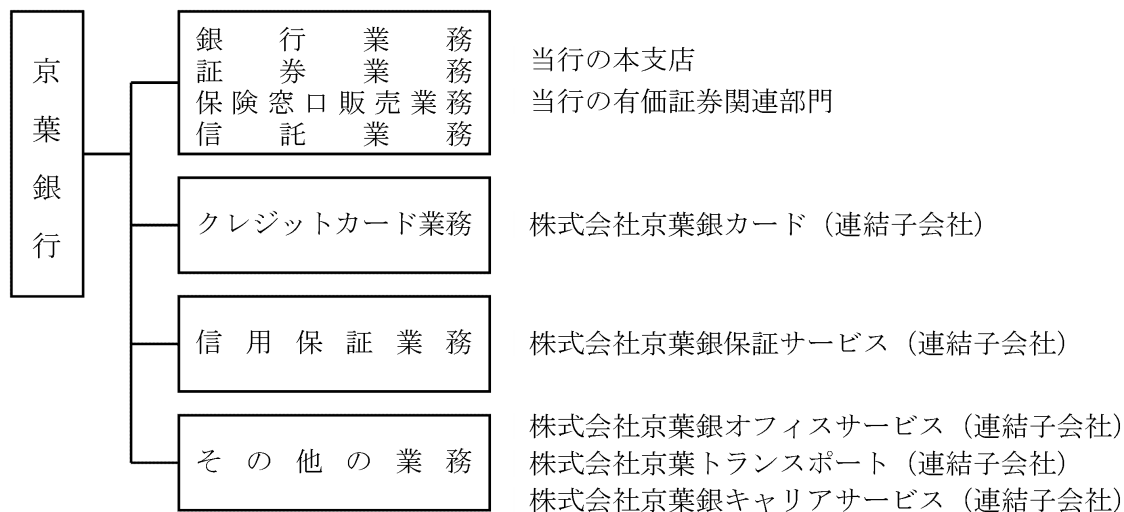 京葉銀行
銀行業務
証券業務
保険窓口販売業務
信託業務
当行の本支店
当行の有価証券関連部門
クレジットカード業務
株式会社京葉銀カード（連結子会社）
信用保証業務
株式会社京葉銀保証サービス（連結子会社）
その他の業務
株式会社京葉銀オフィスサービス（連結子会社）
株式会社京葉トランスポート（連結子会社）
株式会社京葉銀キャリアサービス（連結子会社）